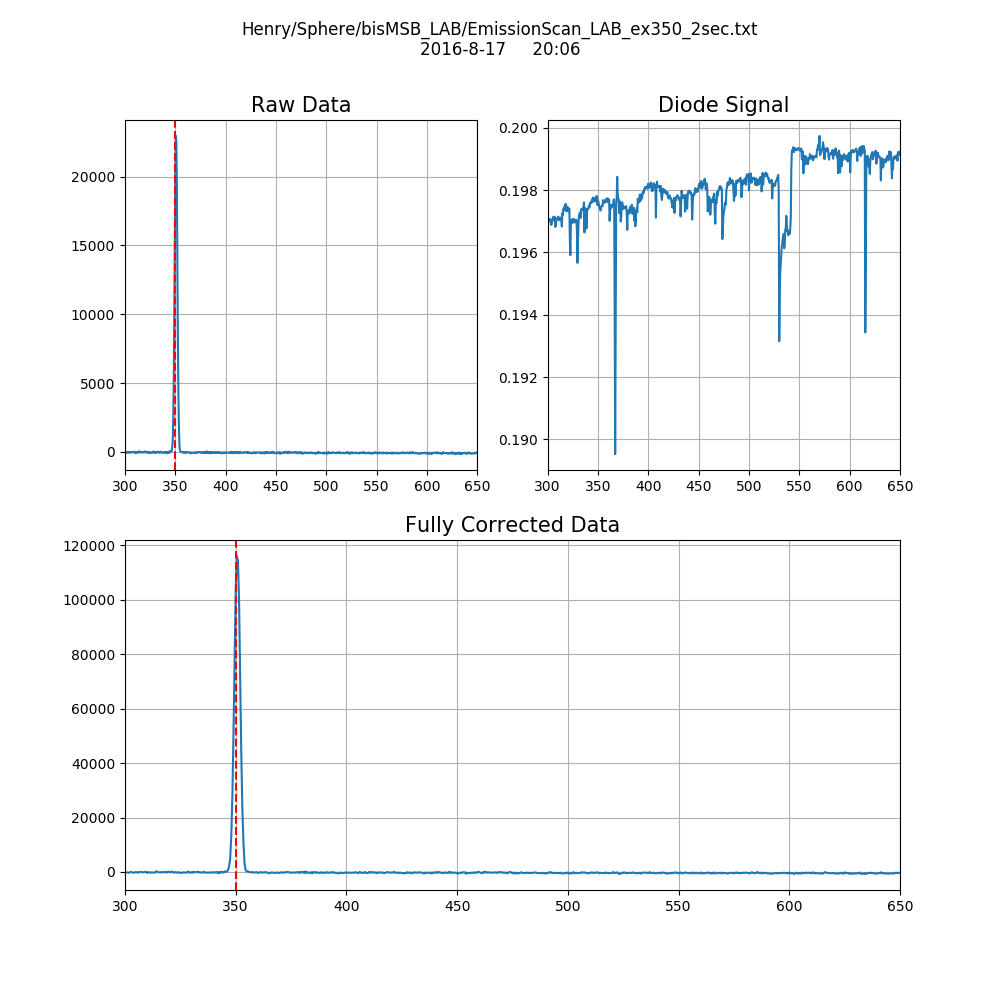 Henry/Sphere/bisMSB_LAB/EmissionScan_LAB_ex350_2sec.txt
2016-8-17 20:06
Raw Data
20000
15000
10000
5000
0
300 350 400 450 500 550 600 650
Diode Signal
0.200
0.198
0.196
0.194
0.192
0.190
300 350 400 450 500 550 600 650
Fully Corrected Data
120000
100000
80000
60000
40000
20000
0
300 350 400 450 500 550 600 650